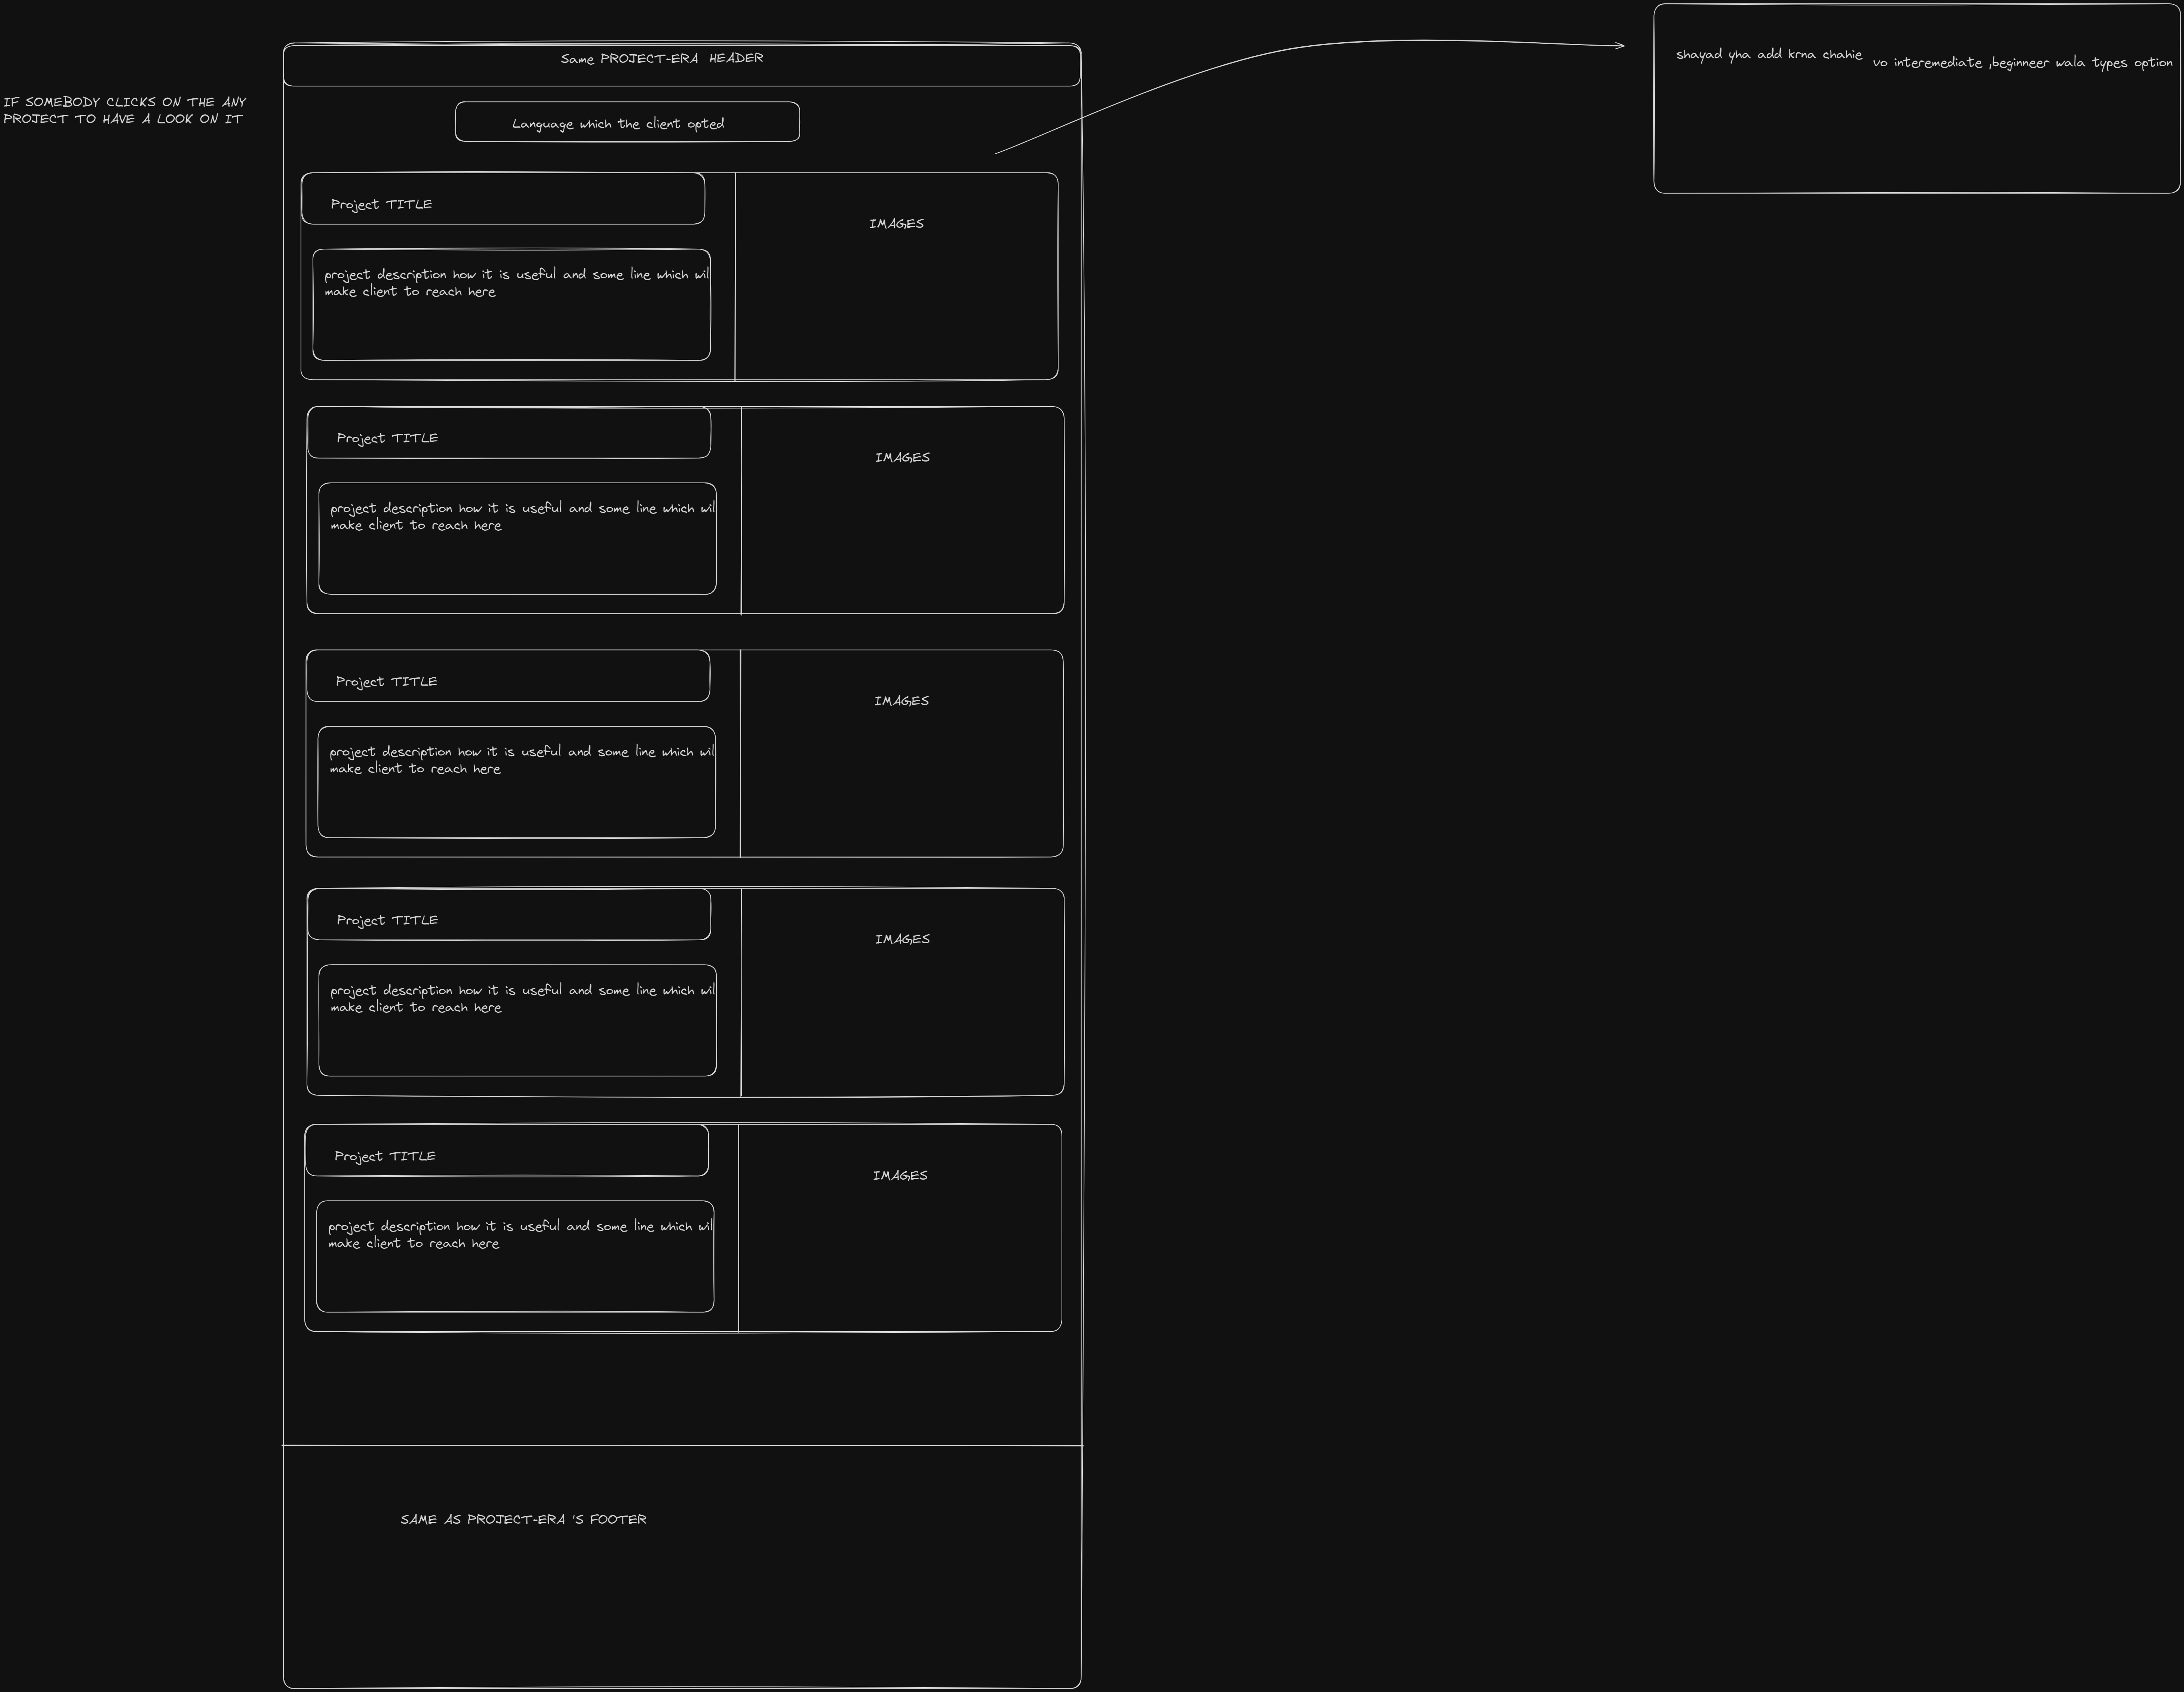 Same PROJECT-ERA HEADER
shayad yha add krna chahie vo interemediate ,beginneer wala types option
IF SOMEBODY CLICKS ON THE ANY
PROJECT TO HAVE A LOOK ON IT
Language which the client opted
Project TITLE
IMAGES
project description how it is useful and some line which wil
make client to reach here
Project TITLE
IMAGES
project description how it is useful and some line which wil
make client to reach here
Project TITLE
IMAGES
project description how it is useful and some line which wil
make client to reach here
Project TITLE
IMAGES
project description how it is useful and some line which wil
make client to reach here
Project TITLE
IMAGES
project description how it is useful and some line which wil
make client to reach here
SAME AS PROJECT-ERA 'S FOOTER